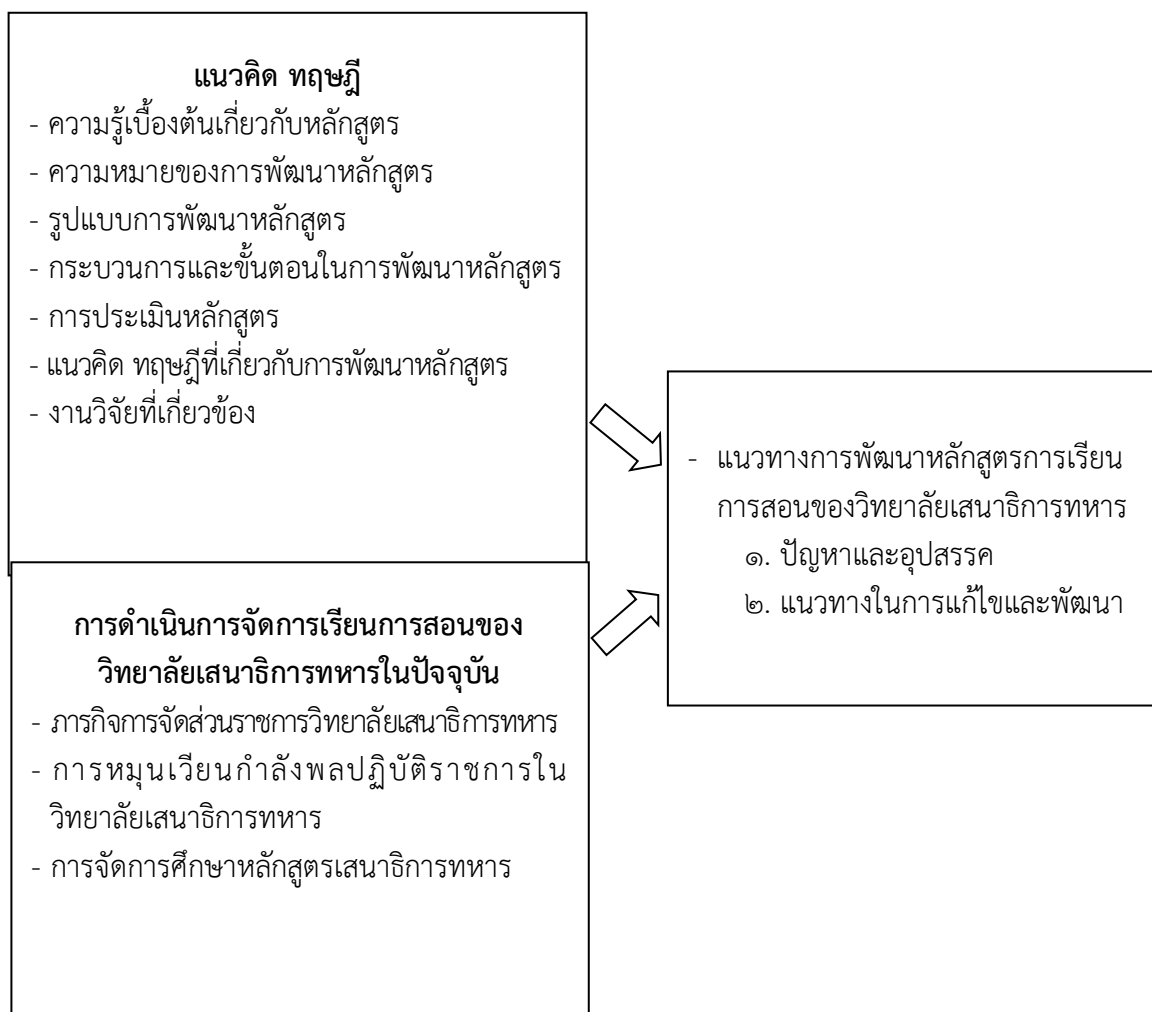 แนวคิด ทฤษฎี
- ความรู้เบื้องต้นเกี่ยวกับหลักสูตร
- ความหมายของการพัฒนาหลักสูตร
- รูปแบบการพัฒนาหลักสูตร
- กระบวนการและขั้นตอนในการพัฒนาหลักสูตร
- การประเมินหลักสูตร
- แนวคิด ทฤษฎีที่เกี่ยวกับการพัฒนาหลักสูตร
- งานวิจัยที่เกี่ยวข้อง
การดำเนินการจัดการเรียนการสอนของ
วิทยาลัยเสนาธิการทหารในปัจจุบัน
- ภารกิจการจัดส่วนราชการวิทยาลัยเสนาธิการทหาร
- การหมุนเวียนกำลังพลปฏิบัติราชการใน
วิทยาลัยเสนาธิการทหาร
- การจัดการศึกษาหลักสูตรเสนาธิการทหาร
- แนวทางการพัฒนาหลักสูตรการเรียน
การสอนของวิทยาลัยเสนาธิการทหาร
๑. ปัญหาและอุปสรรค
๒. แนวทางในการแก้ไขและพัฒนา